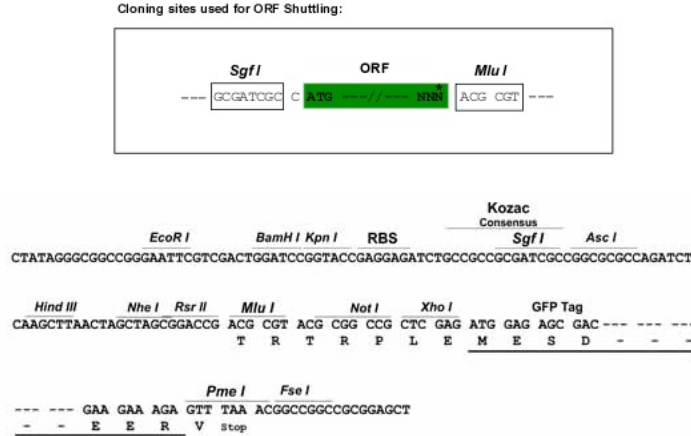 Cloning sites used for ORF Shuttling:
Sgf I ORF Mlu I
--- GCGATCGC C ATG ---//--- NNN* ACG CGT ---
Kozac
Consensus
EcoR I BamH I Kpn I RBS Sgf I Asc I
CTATAGGGCGGCCGGGAATTCGTCGACTGGATCCGGTACCGAGGAGATCTGCCGCCGCGATCGCCGGCGCGCCAGATCT
Hind III Nhe I Rsr II Mlu I Not I Xho I GFP Tag
CAAGCTTAACTAGCTAGCGGACCG ACG CGT ACG CGG CCG CTC GAG ATG GAG AGC GAC--- --- ---
T R T R P L E M E S D - - -
Pme I Fse I
--- --- GAA GAA AGA GTT TAA ACGGCCGGCCGCGGAGCT
- - E E R V Stop